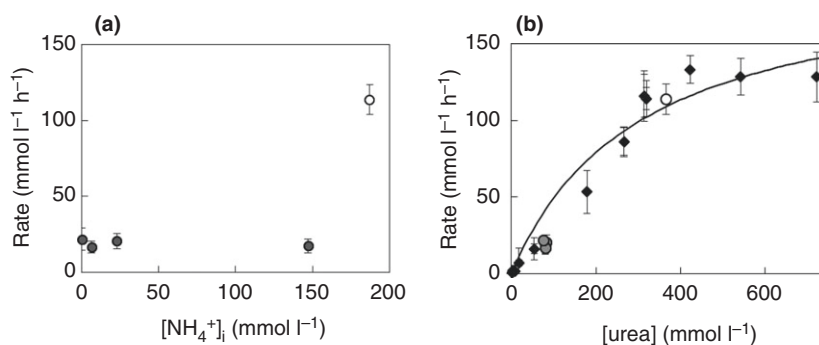 (a)
150
100
50
0
Rate (mmol l⁻¹ h⁻¹)
0 50 100 150 200
[NH₄⁺]ᵢ (mmol l⁻¹)
(b)
150
100
50
0
Rate (mmol l⁻¹ h⁻¹)
0 200 400 600
[urea] (mmol l⁻¹)